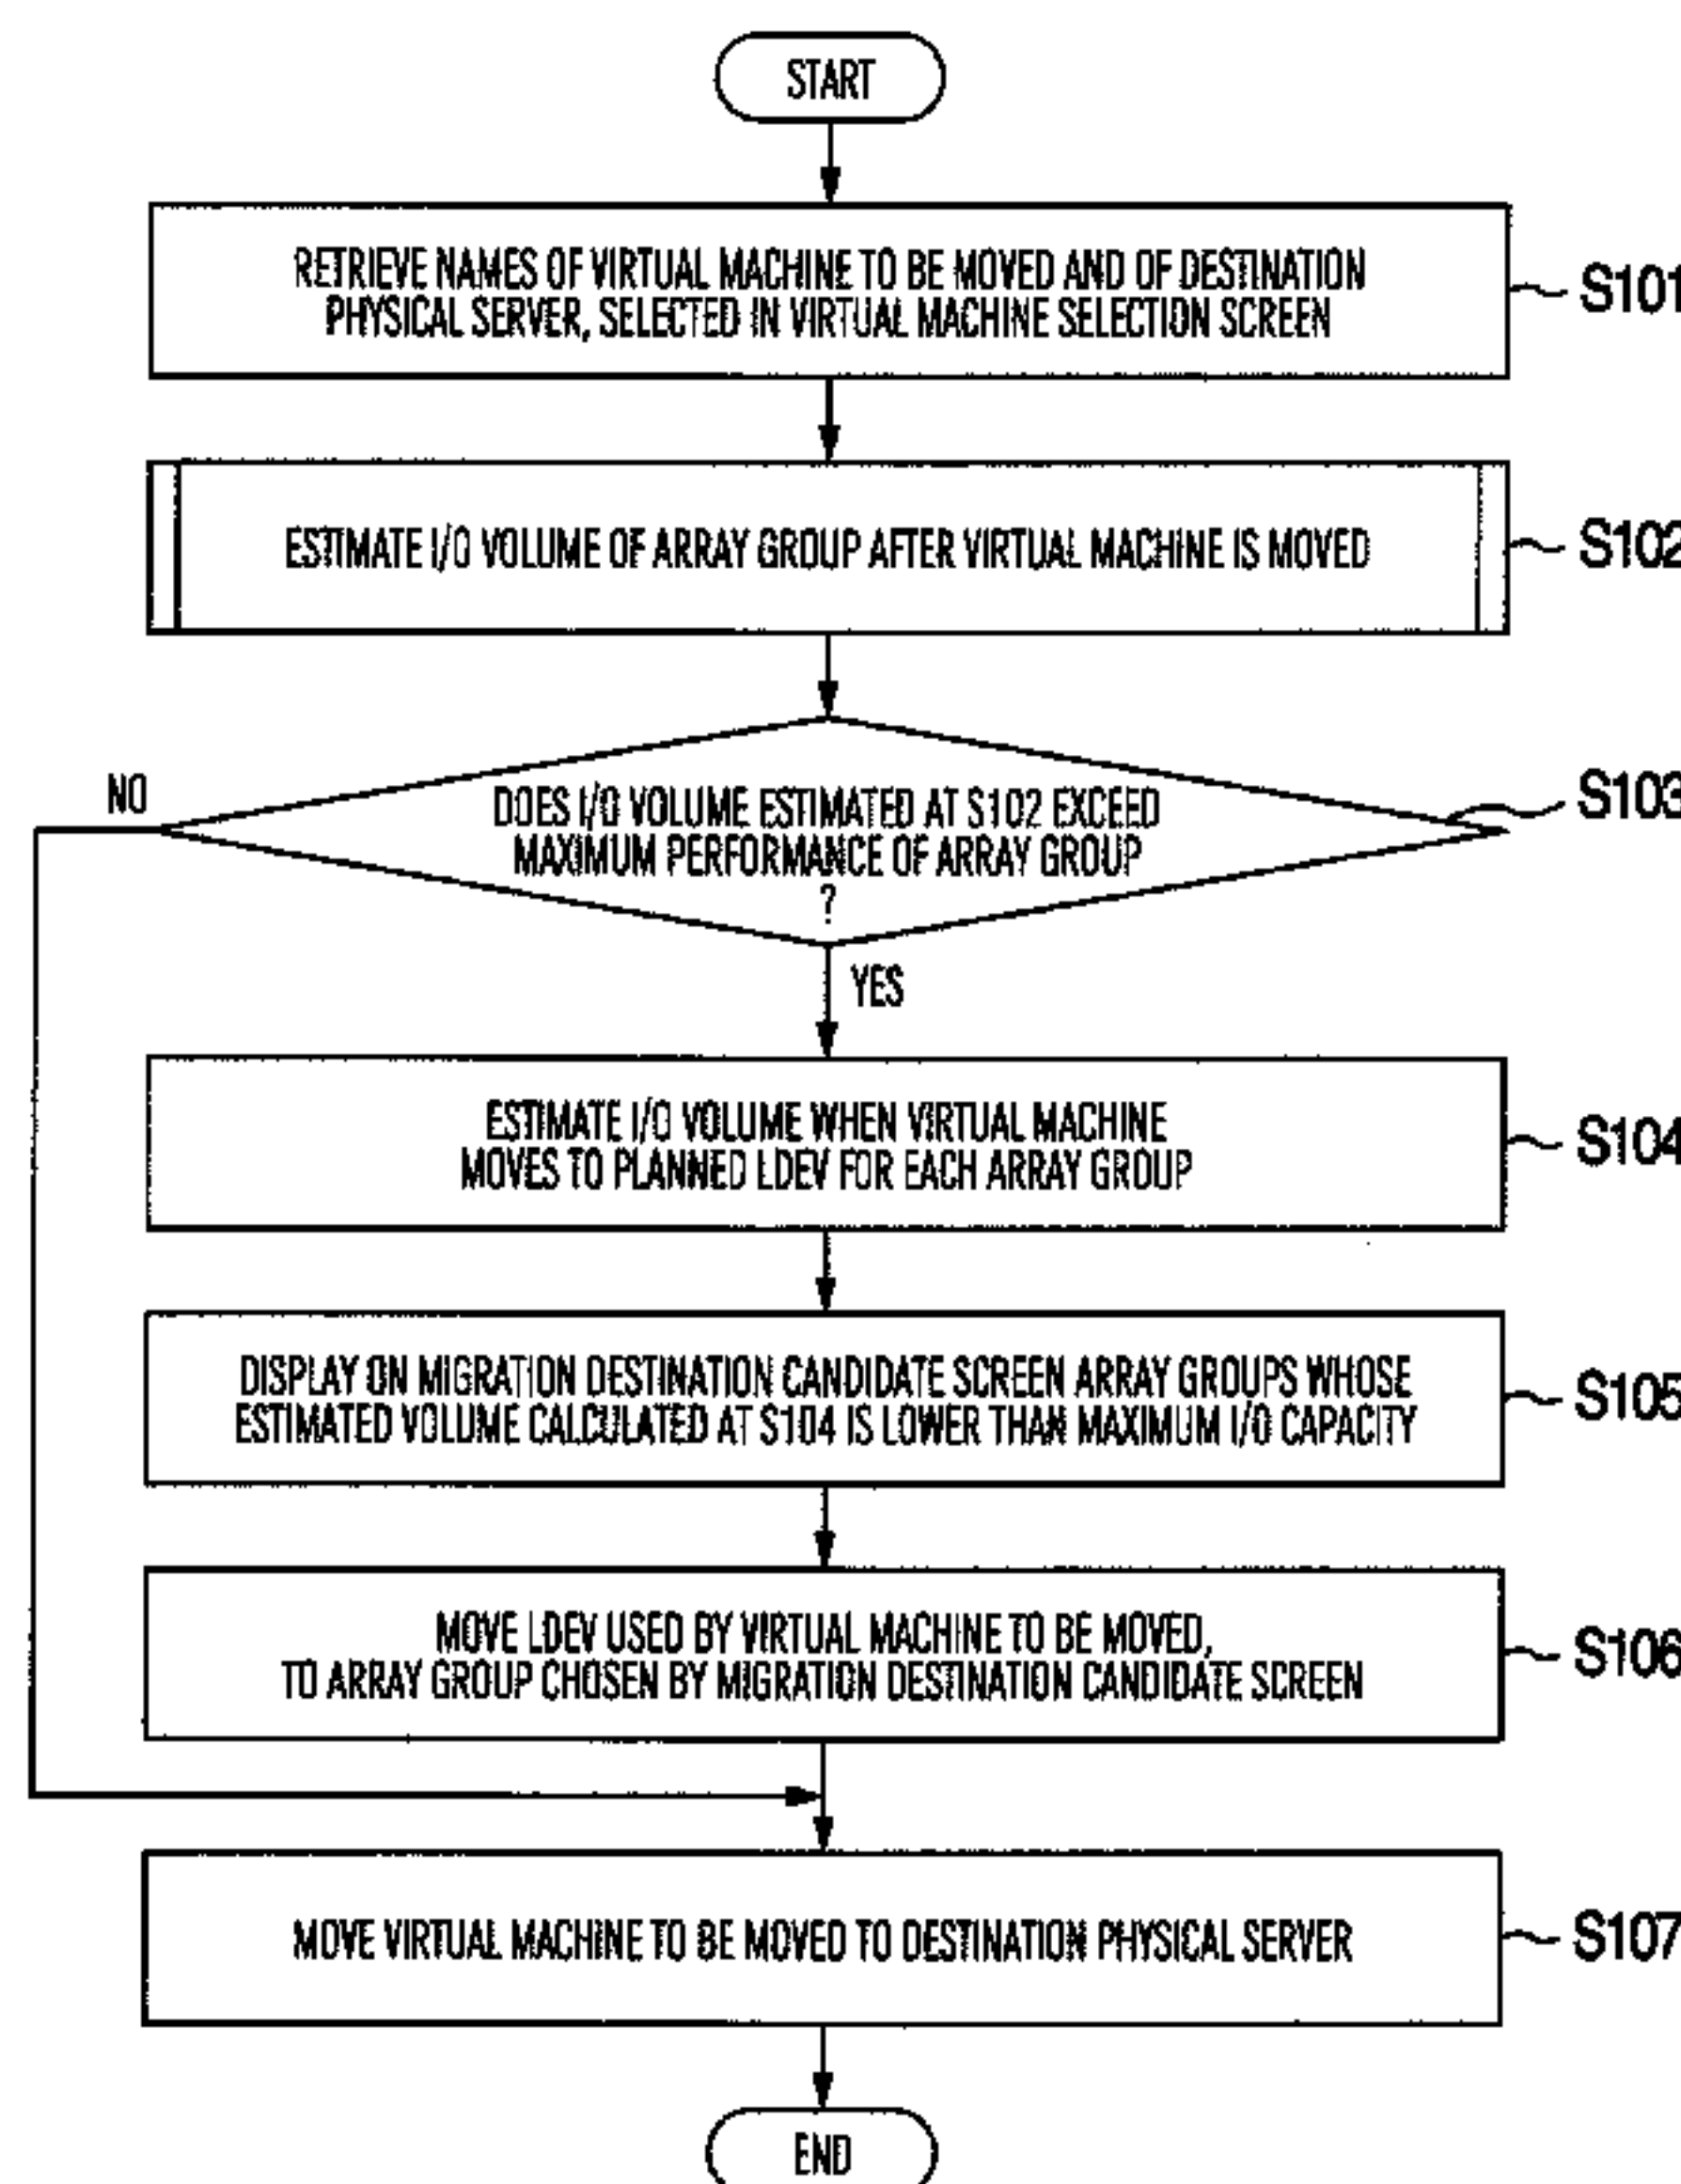 START
RETRIEVE NAMES OF VIRTUAL MACHINE TO BE MOVED AND OF DESTINATION
PHYSICAL SERVER, SELECTED IN VIRTUAL MACHINE SELECTION SCREEN
S101
ESTIMATE I/O VOLUME OF ARRAY GROUP AFTER VIRTUAL MACHINE IS MOVED
S102
NO
DOES I/O VOLUME ESTIMATED AT S102 EXCEED
MAXIMUM PERFORMANCE OF ARRAY GROUP
?
S103
YES
ESTIMATE I/O VOLUME WHEN VIRTUAL MACHINE
MOVES TO PLANNED LDEV FOR EACH ARRAY GROUP
S104
DISPLAY ON MIGRATION DESTINATION CANDIDATE SCREEN ARRAY GROUPS WHOSE
ESTIMATED VOLUME CALCULATED AT S104 IS LOWER THAN MAXIMUM I/O CAPACITY
S105
MOVE LDEV USED BY VIRTUAL MACHINE TO BE MOVED,
TO ARRAY GROUP CHOSEN BY MIGRATION DESTINATION CANDIDATE SCREEN
S106
MOVE VIRTUAL MACHINE TO BE MOVED TO DESTINATION PHYSICAL SERVER
S107
END